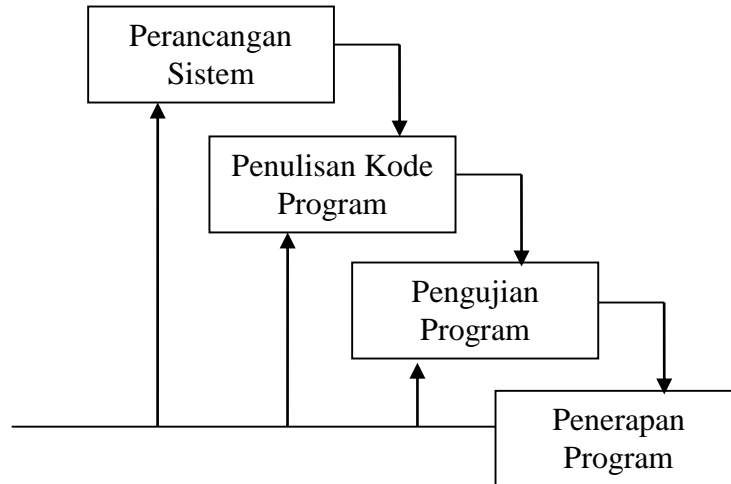 Perancangan
Sistem
Penulisan Kode
Program
Pengujian
Program
Penerapan
Program